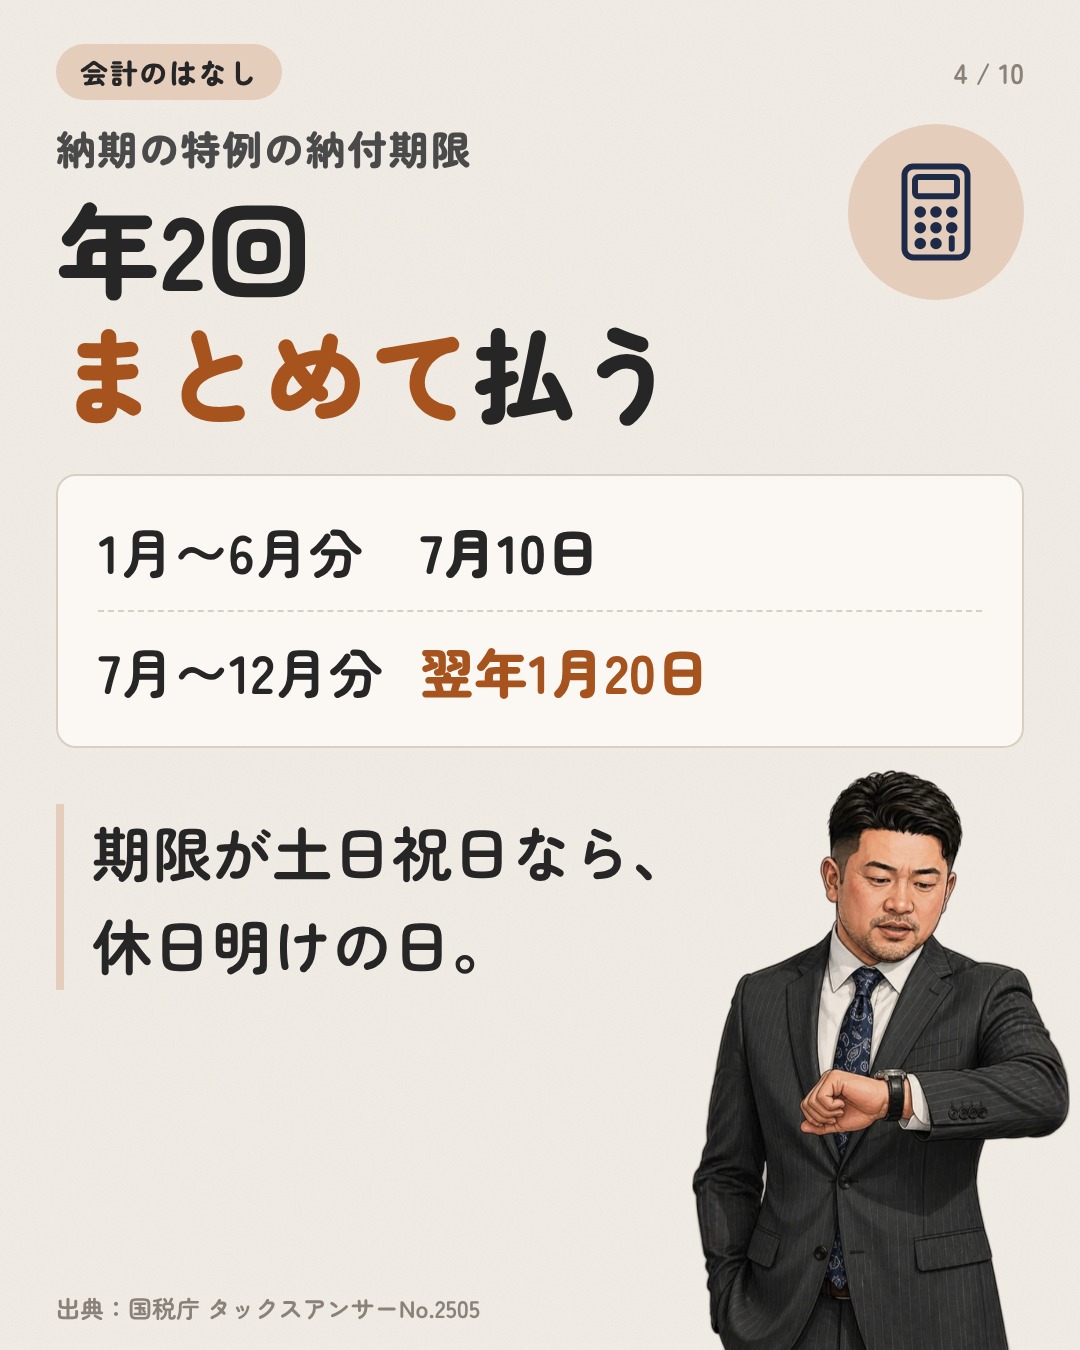 会計のはなし
4 / 10
納期の特例の納付期限
年2回
まとめて払う
1月〜6月分 7月10日
7月〜12月分 翌年1月20日
期限が土日祝日なら、
休日明けの日。
出典：国税庁 タックスアンサーNo.2505